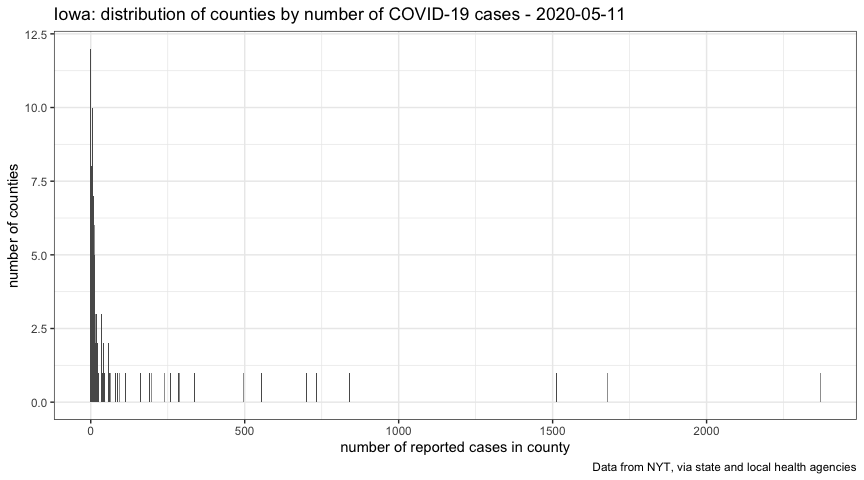 Iowa: distribution of counties by number of COVID-19 cases - 2020-05-11
12.5
10.0
7.5
5.0
2.5
0.0
number of counties
0 500 1000 1500 2000
number of reported cases in county
Data from NYT, via state and local health agencies